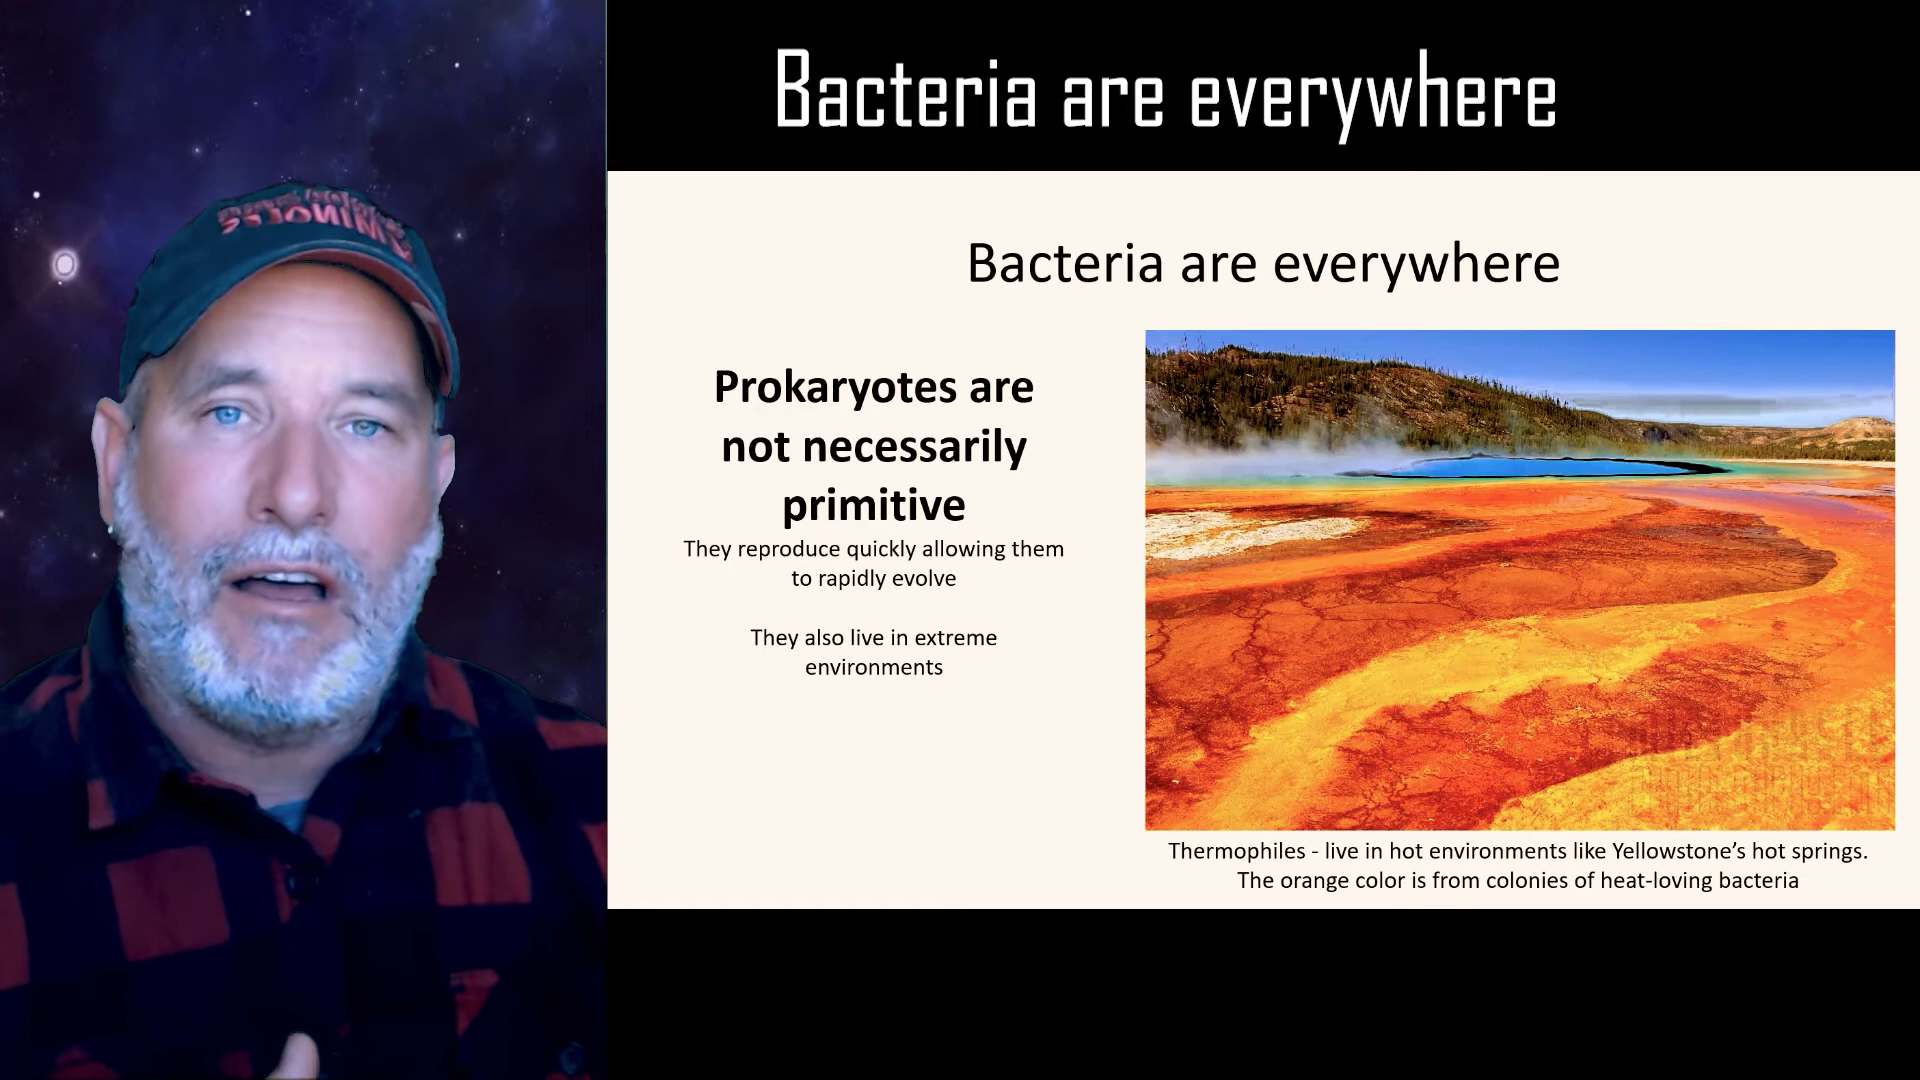 Bacteria are everywhere
Bacteria are everywhere
Prokaryotes are
not necessarily
primitive
They reproduce quickly allowing them
to rapidly evolve
They also live in extreme
environments
Thermophiles - live in hot environments like Yellowstone’s hot springs.
The orange color is from colonies of heat-loving bacteria